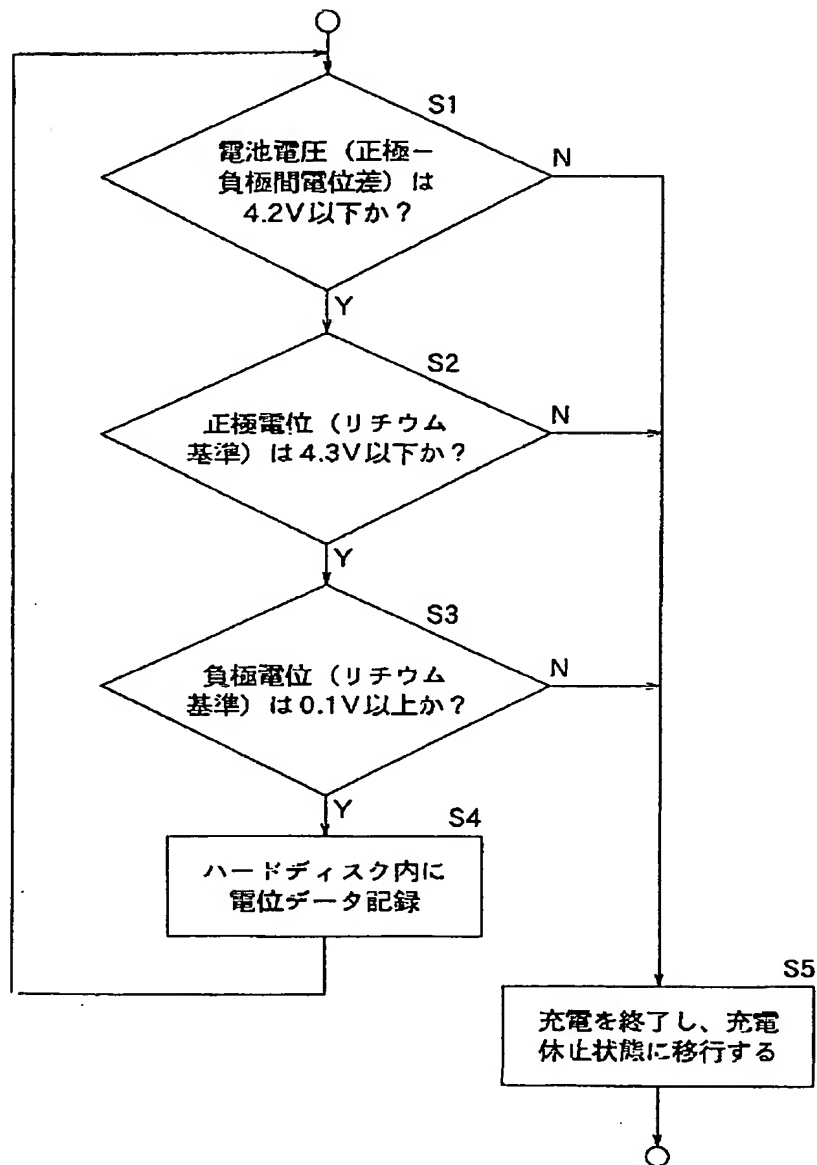 S1
電池電圧（正極－
負極間電位差）は
4.2V以下か？
N
Y
S2
正極電位（リチウム
基準）は4.3V以下か？
N
Y
S3
負極電位（リチウム
基準）は0.1V以上か？
N
Y
S4
ハードディスク内に
電位データ記録
S5
充電を終了し、充電
休止状態に移行する